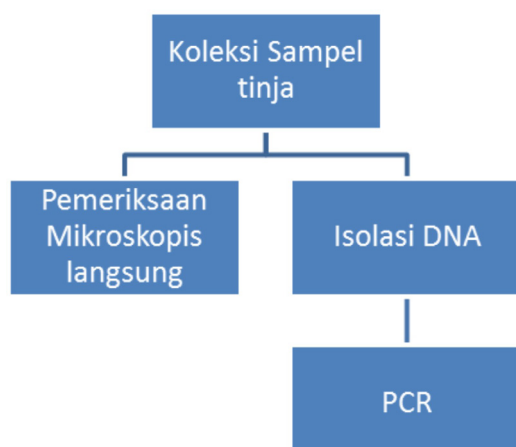 Koleksi Sampel
tinja
Pemeriksaan
Mikroskopis
langsung
Isolasi DNA
PCR